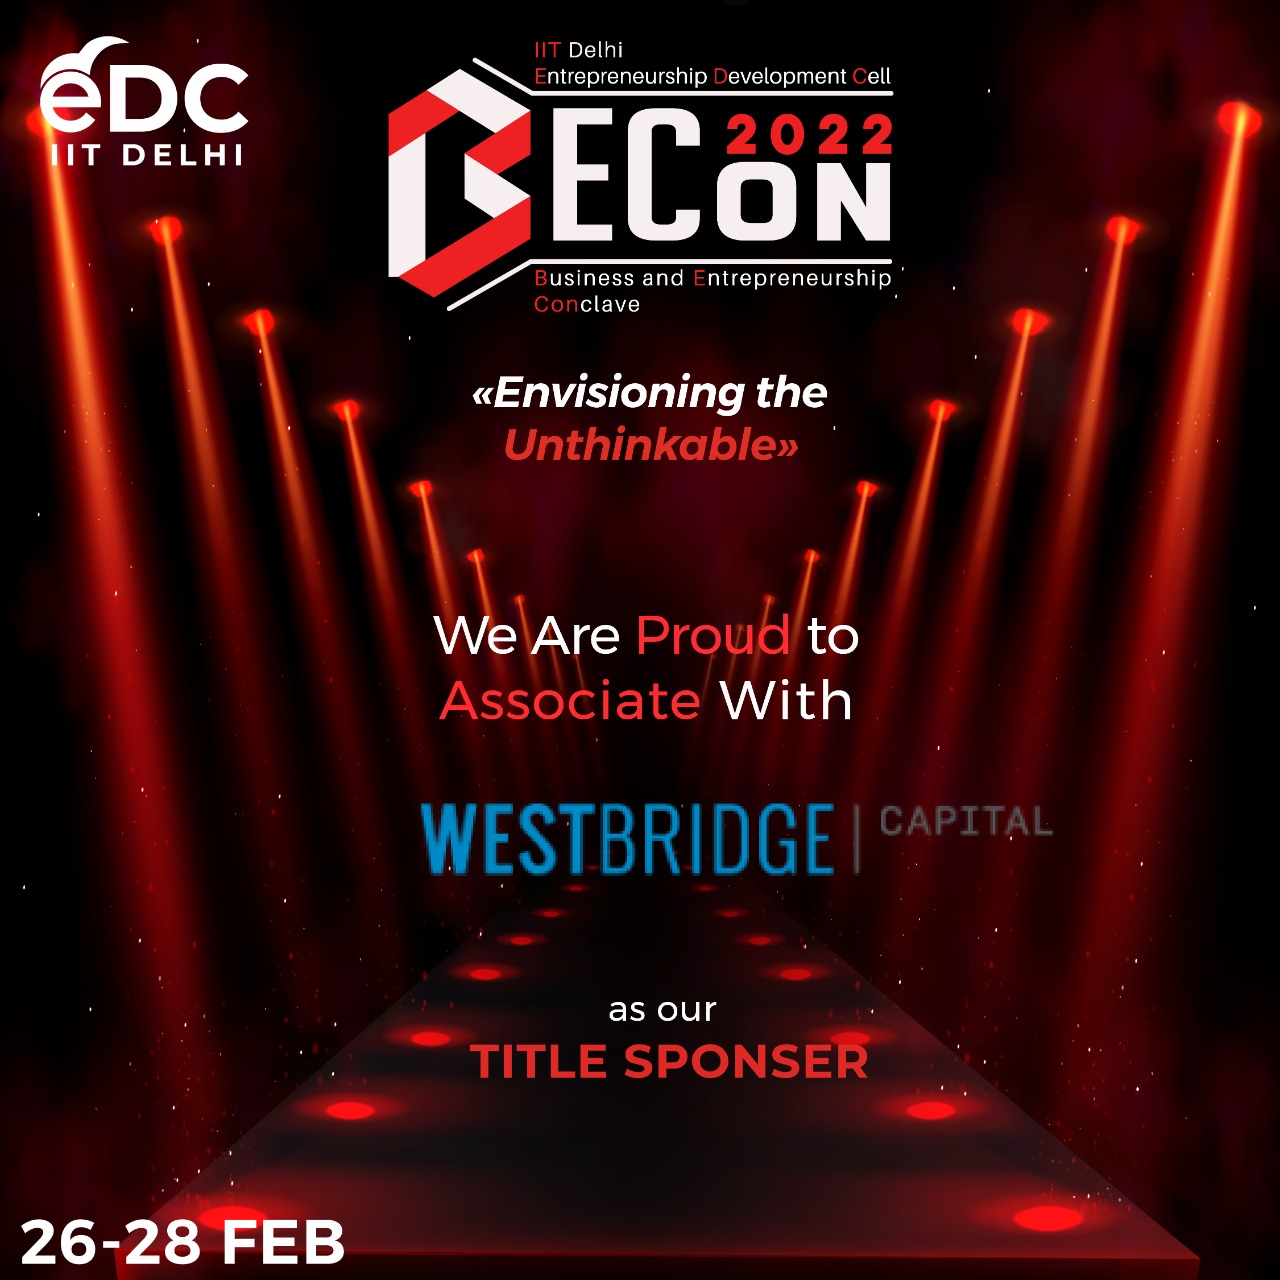 eDC
IIT DELHI
IIT Delhi
Entrepreneurship Development Cell
BECon 2022
Business and Entrepreneurship
Conclave
«Envisioning the
Unthinkable»
We Are Proud to
Associate With
WESTBRIDGE | CAPITAL
as our
TITLE SPONSER
26-28 FEB